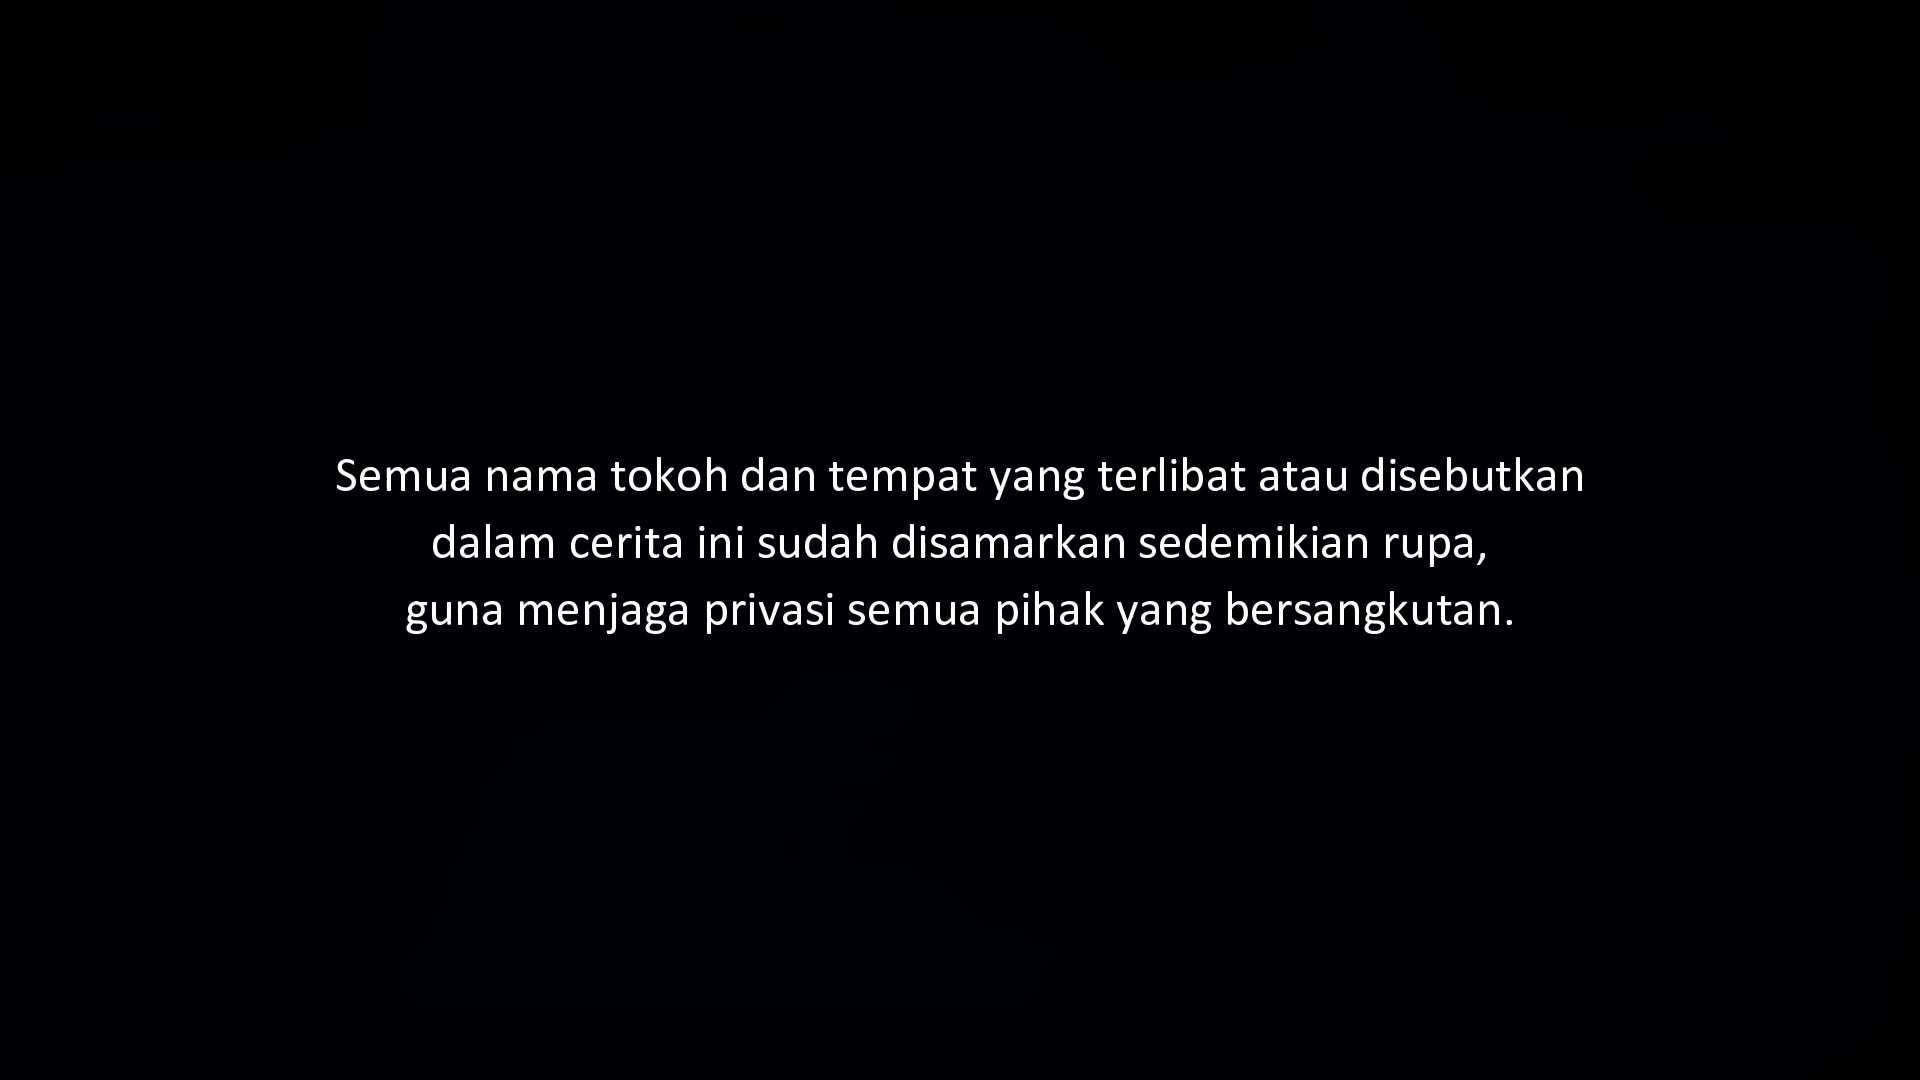 Semua nama tokoh dan tempat yang terlibat atau disebutkan
dalam cerita ini sudah disamarkan sedemikian rupa,
guna menjaga privasi semua pihak yang bersangkutan.